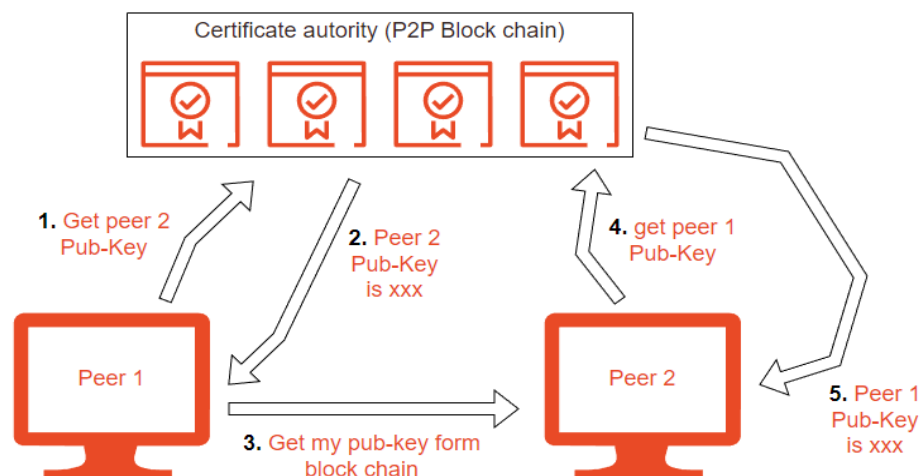 Certificate autority (P2P Block chain)
1. Get peer 2
Pub-Key
2. Peer 2
Pub-Key
is xxx
4. get peer 1
Pub-Key
Peer 1
Peer 2
3. Get my pub-key form
block chain
5. Peer 1
Pub-Key
is xxx